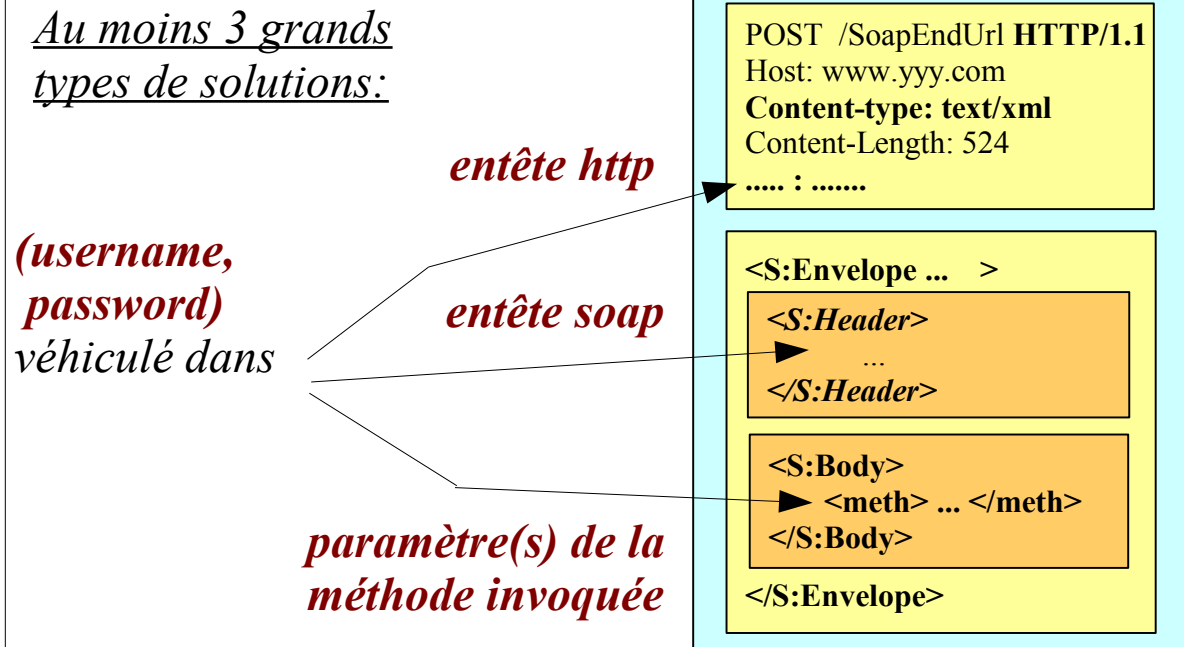 Au moins 3 grands
types de solutions:
(username,
password)
véhiculé dans
entête http
entête soap
paramètre(s) de la
méthode invoquée
POST /SoapEndUrl HTTP/1.1
Host: www.yyy.com
Content-type: text/xml
Content-Length: 524
..... : .......
<S:Envelope ... >
<S:Header>
...
</S:Header>
<S:Body>
<meth> ... </meth>
</S:Body>
</S:Envelope>